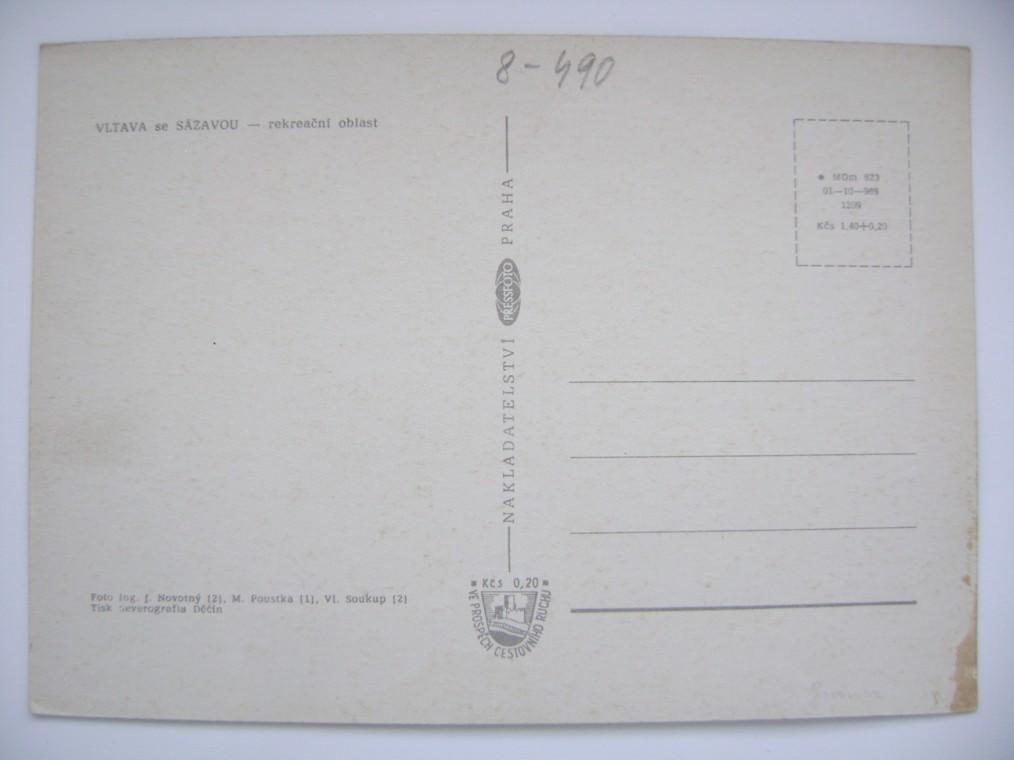 8-490
VLTAVA se SÁZAVOU — rekreační oblast
NAKLADATELSTVÍ PRESSFOTO PRAHA
MOm 823
01—10—969
1209
Kčs 1,40+0,20
Foto Ing. J. Novotný (2), M. Poustka (1), Vl. Soukup (2)
Tisk Severografia Děčín
Kčs 0,20
VE PROSPĚCH CESTOVNÍHO RUCHU